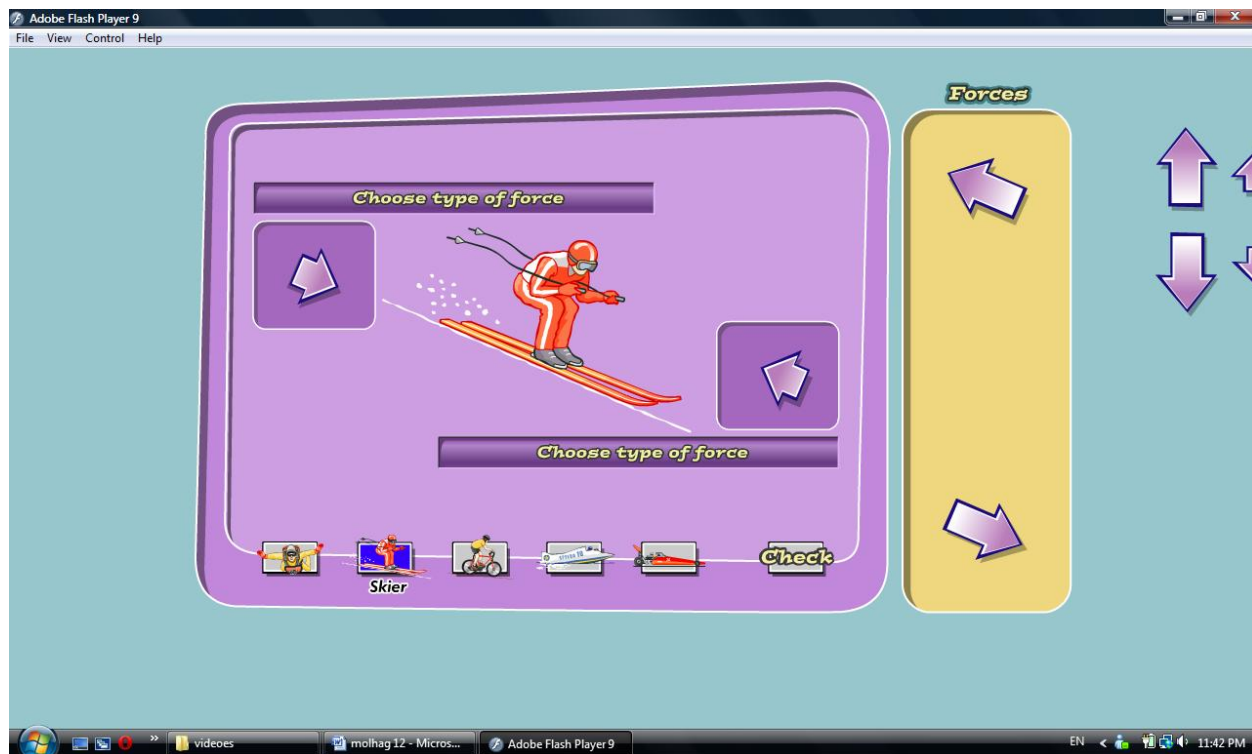 Adobe Flash Player 9
File View Control Help
Forces
Choose type of force
Choose type of force
Skier
Check
videoes
molhag 12 - Micros...
Adobe Flash Player 9
EN
11:42 PM